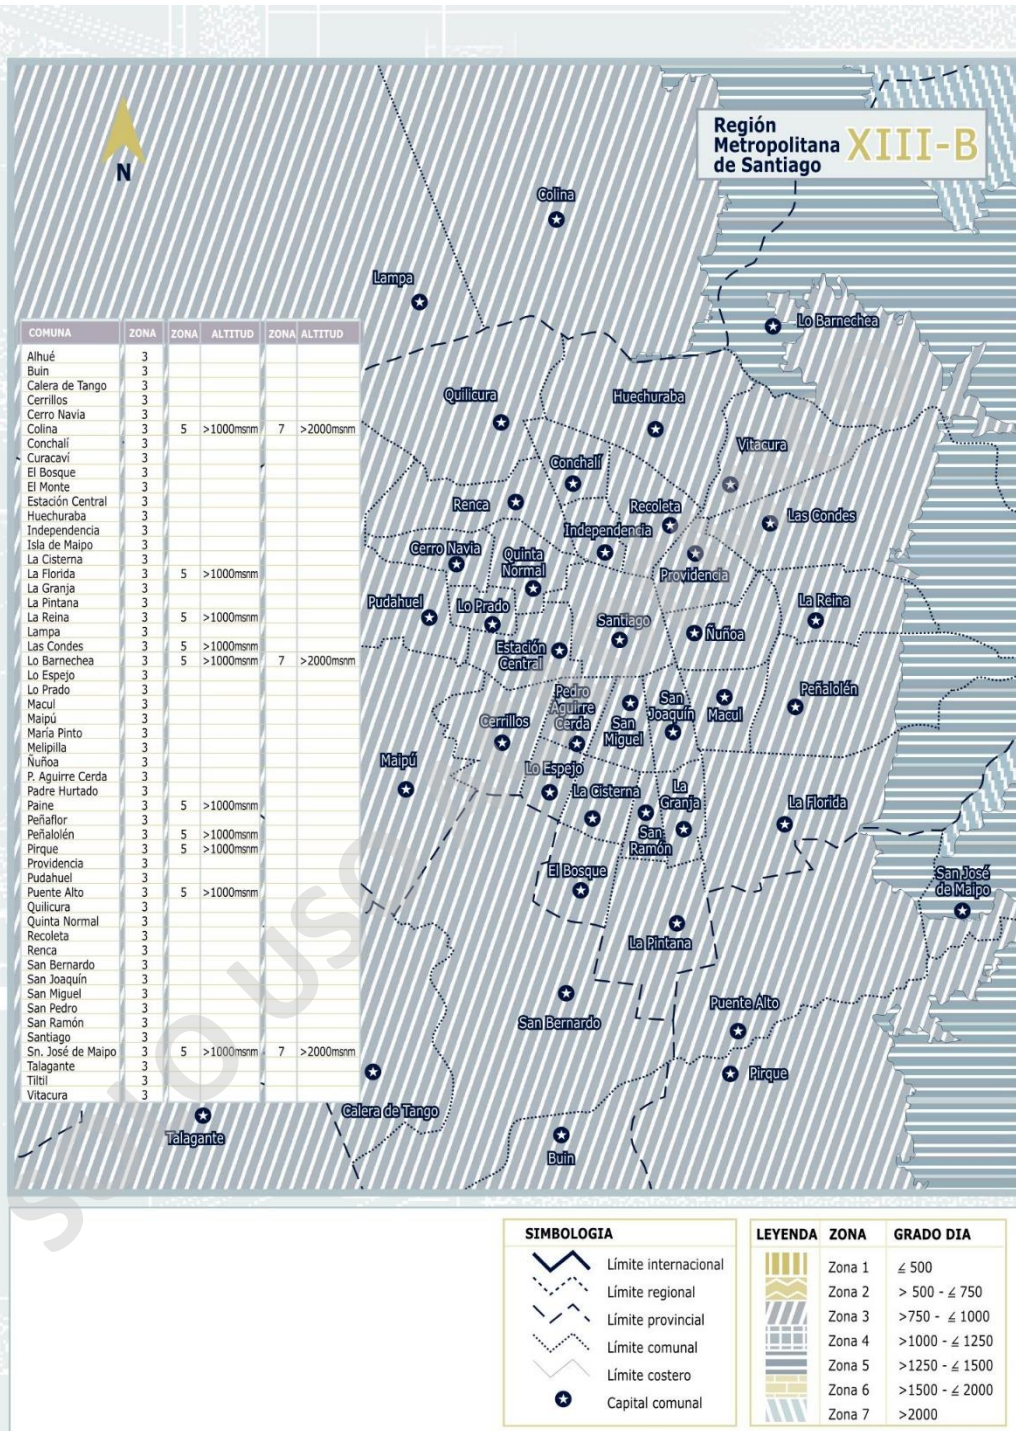 Región
Metropolitana
de Santiago
XIII-B
N
Colina
Lampa
Lo Barnechea
COMUNA ZONA ZONA ALTITUD ZONA ALTITUD
Alhué 3
Buin 3
Calera de Tango 3
Cerrillos 3
Cerro Navia 3
Colina 3 5 >1000msnm 7 >2000msnm
Conchalí 3
Curacaví 3
El Bosque 3
El Monte 3
Estación Central 3
Huechuraba 3
Independencia 3
Isla de Maipo 3
La Cisterna 3
La Florida 3 5 >1000msnm
La Granja 3
La Pintana 3
La Reina 3 5 >1000msnm
Lampa 3
Las Condes 3 5 >1000msnm
Lo Barnechea 3 5 >1000msnm 7 >2000msnm
Lo Espejo 3
Lo Prado 3
Macul 3
Maipú 3
María Pinto 3
Melipilla 3
Ñuñoa 3
P. Aguirre Cerda 3
Padre Hurtado 3
Paine 3 5 >1000msnm
Peñaflor 3
Peñalolén 3 5 >1000msnm
Pirque 3 5 >1000msnm
Providencia 3
Pudahuel 3
Puente Alto 3 5 >1000msnm
Quilicura 3
Quinta Normal 3
Recoleta 3
Renca 3
San Bernardo 3
San Joaquín 3
San Miguel 3
San Pedro 3
San Ramón 3
Santiago 3
Sn. José de Maipo 3 5 >1000msnm 7 >2000msnm
Talagante 3
Tiltil 3
Vitacura 3
Quilicura
Huechuraba
Vitacura
Conchalí
Renca
Recoleta
Las Condes
Independencia
Cerro Navia
Quinta
Normal
Providencia
Pudahuel
Lo Prado
La Reina
Santiago
Ñuñoa
Estación
Central
Pedro
Aguirre
Cerda
San
Joaquín
Peñalolén
Macul
Cerrillos
San
Miguel
Maipú
Lo Espejo
La Cisterna
La
Granja
La Florida
San
Ramón
El Bosque
San José
de Maipo
La Pintana
Puente Alto
San Bernardo
Pirque
Calera de Tango
Talagante
Buin
SOLO USO
SIMBOLOGIA
Límite internacional
Límite regional
Límite provincial
Límite comunal
Límite costero
Capital comunal
LEYENDA ZONA GRADO DIA
Zona 1 ≤ 500
Zona 2 > 500 - ≤ 750
Zona 3 >750 - ≤ 1000
Zona 4 >1000 - ≤ 1250
Zona 5 >1250 - ≤ 1500
Zona 6 >1500 - ≤ 2000
Zona 7 >2000